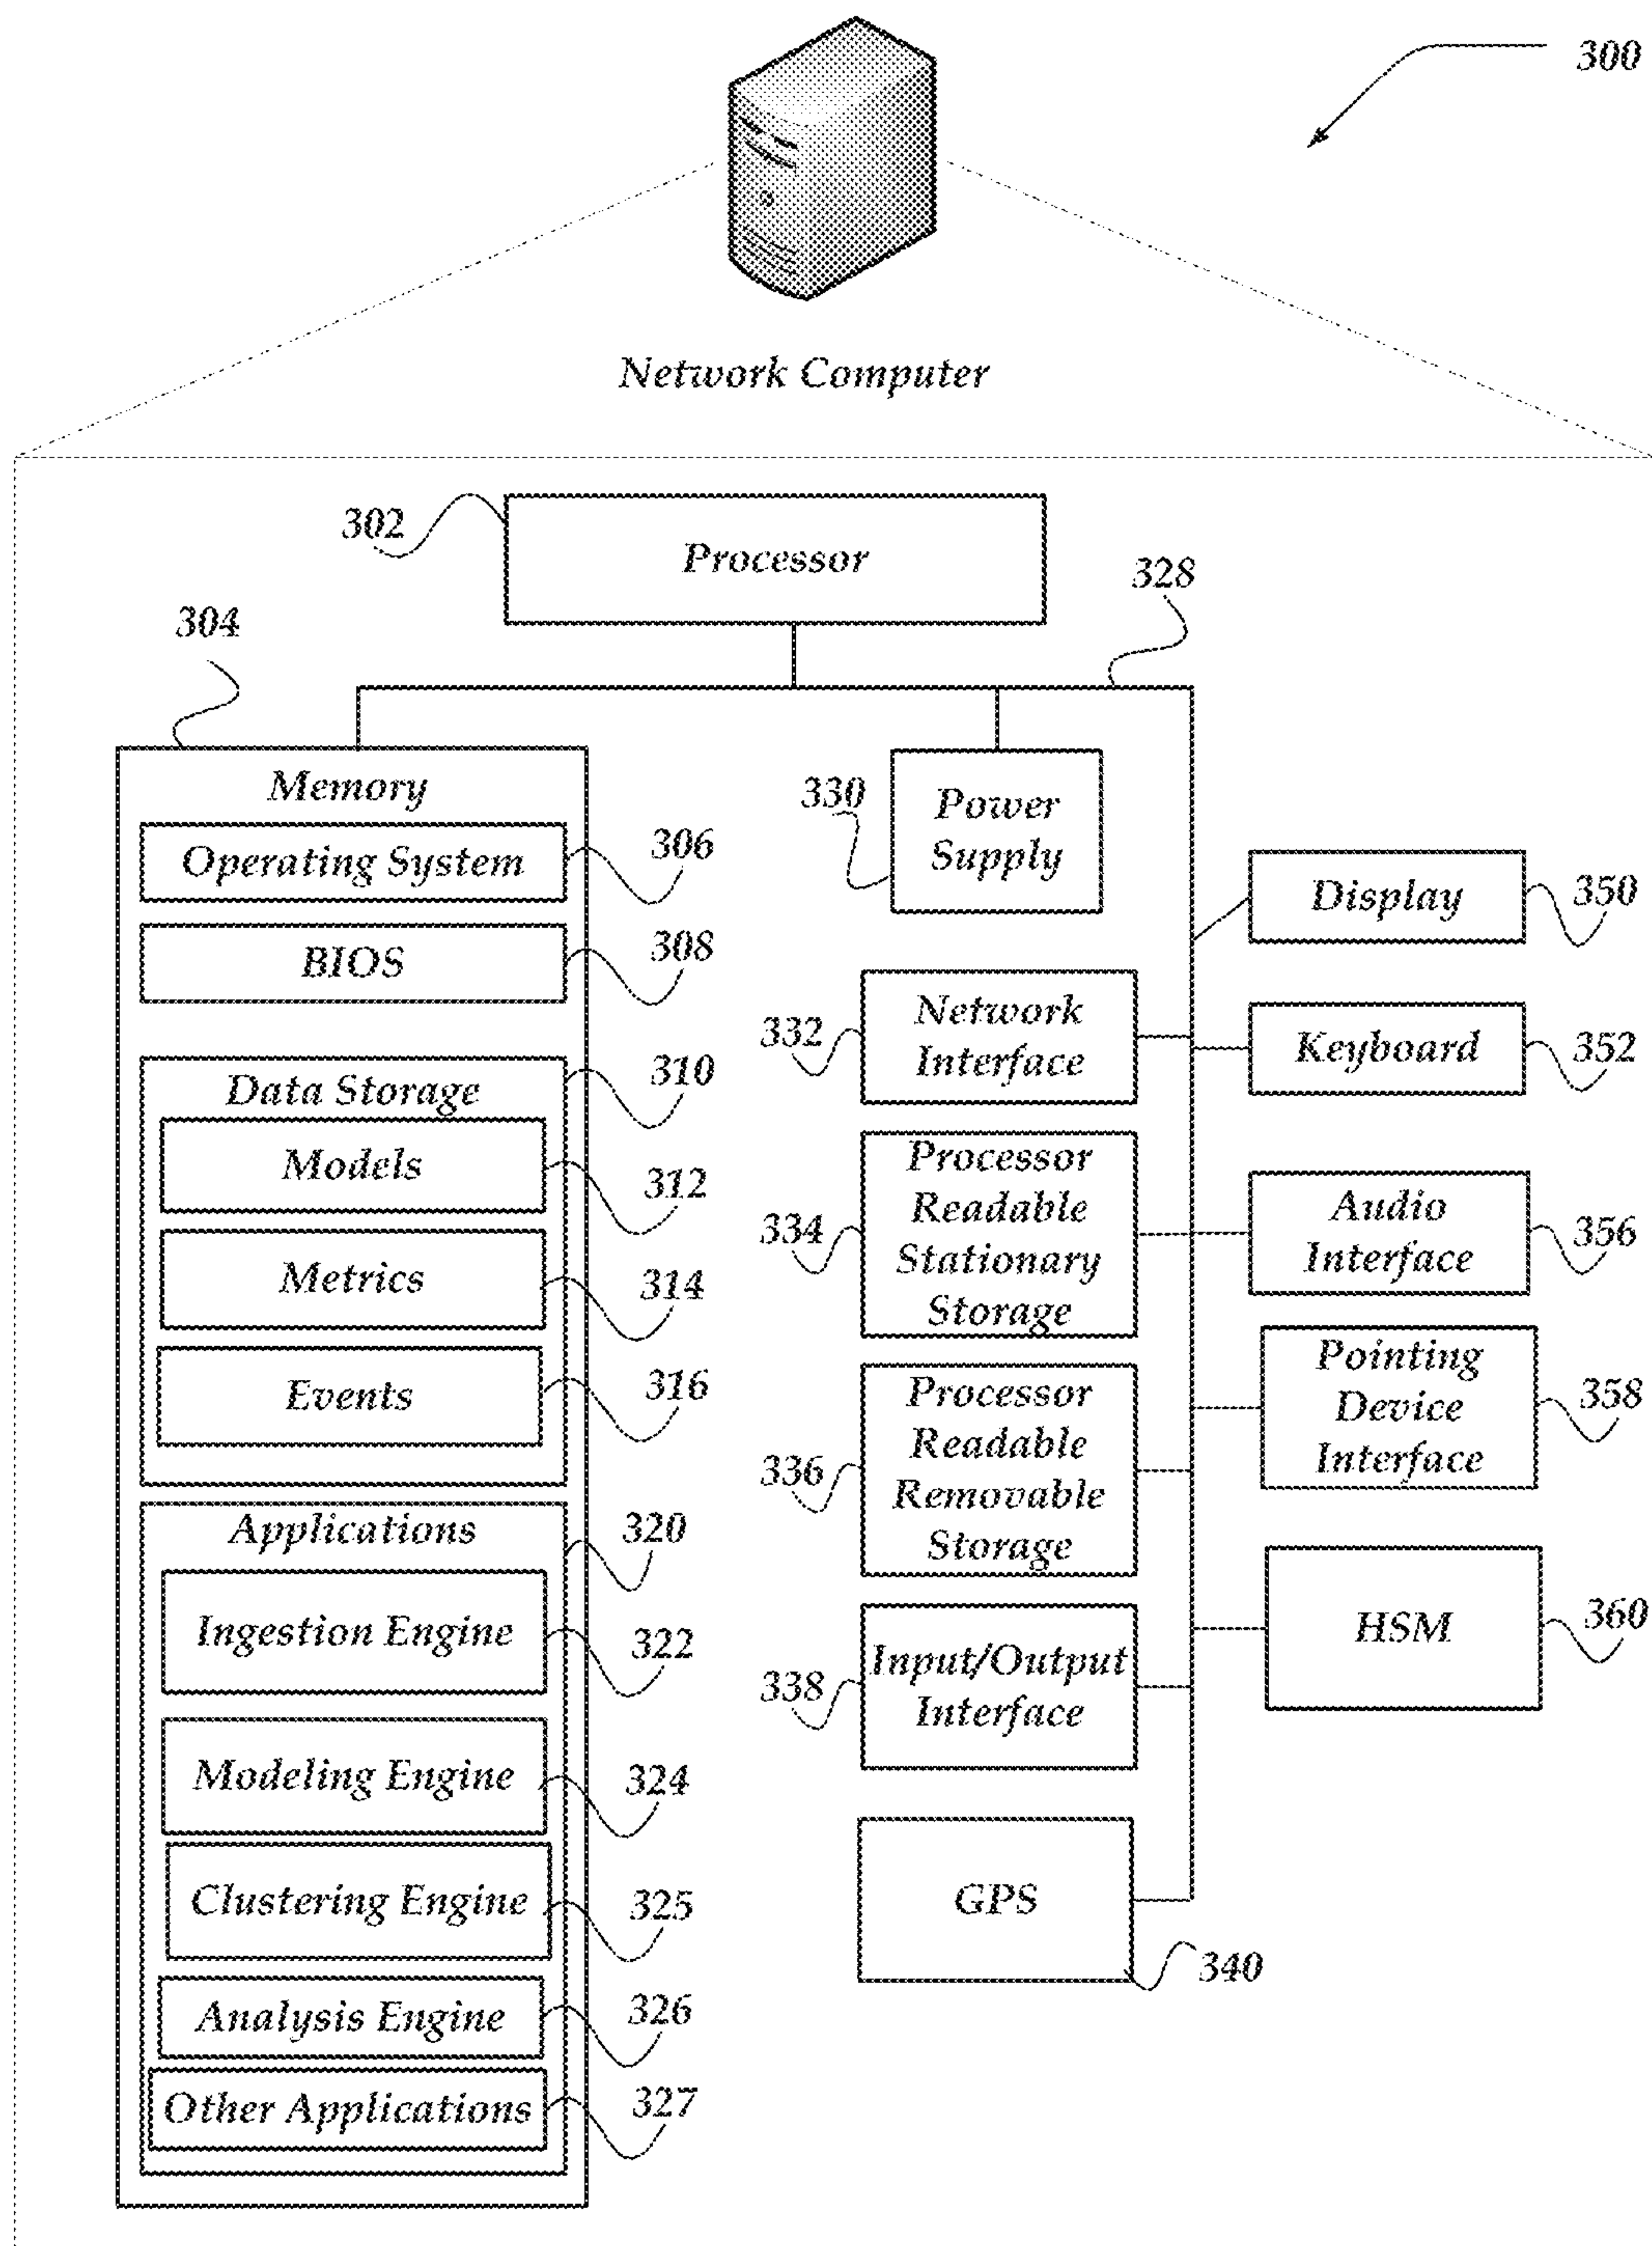 300
Network Computer
302
Processor
328
304
Memory
Operating System
306
BIOS
308
Data Storage
310
Models
312
Metrics
314
Events
316
Applications
320
Ingestion Engine
322
Modeling Engine
324
Clustering Engine
325
Analysis Engine
326
Other Applications
327
330
Power
Supply
332
Network
Interface
334
Processor
Readable
Stationary
Storage
336
Processor
Readable
Removable
Storage
338
Input/Output
Interface
GPS
340
Display
350
Keyboard
352
Audio
Interface
356
Pointing
Device
Interface
358
HSM
360